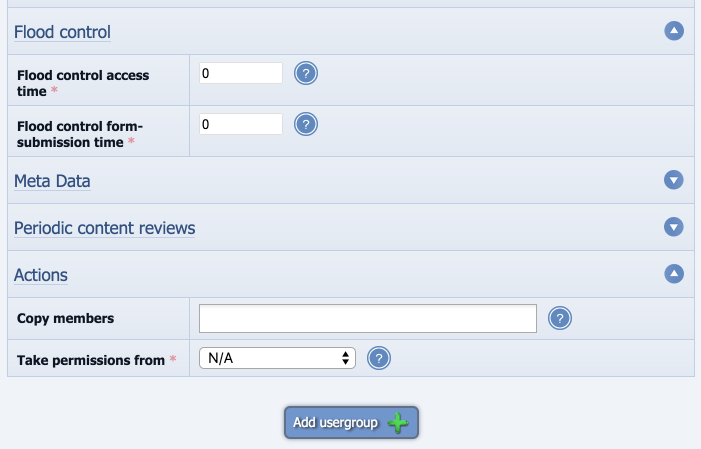 Flood control
Flood control access
time *
0
?
Flood control form-
submission time *
0
?
Meta Data
Periodic content reviews
Actions
Copy members
?
Take permissions from *
N/A
?
Add usergroup